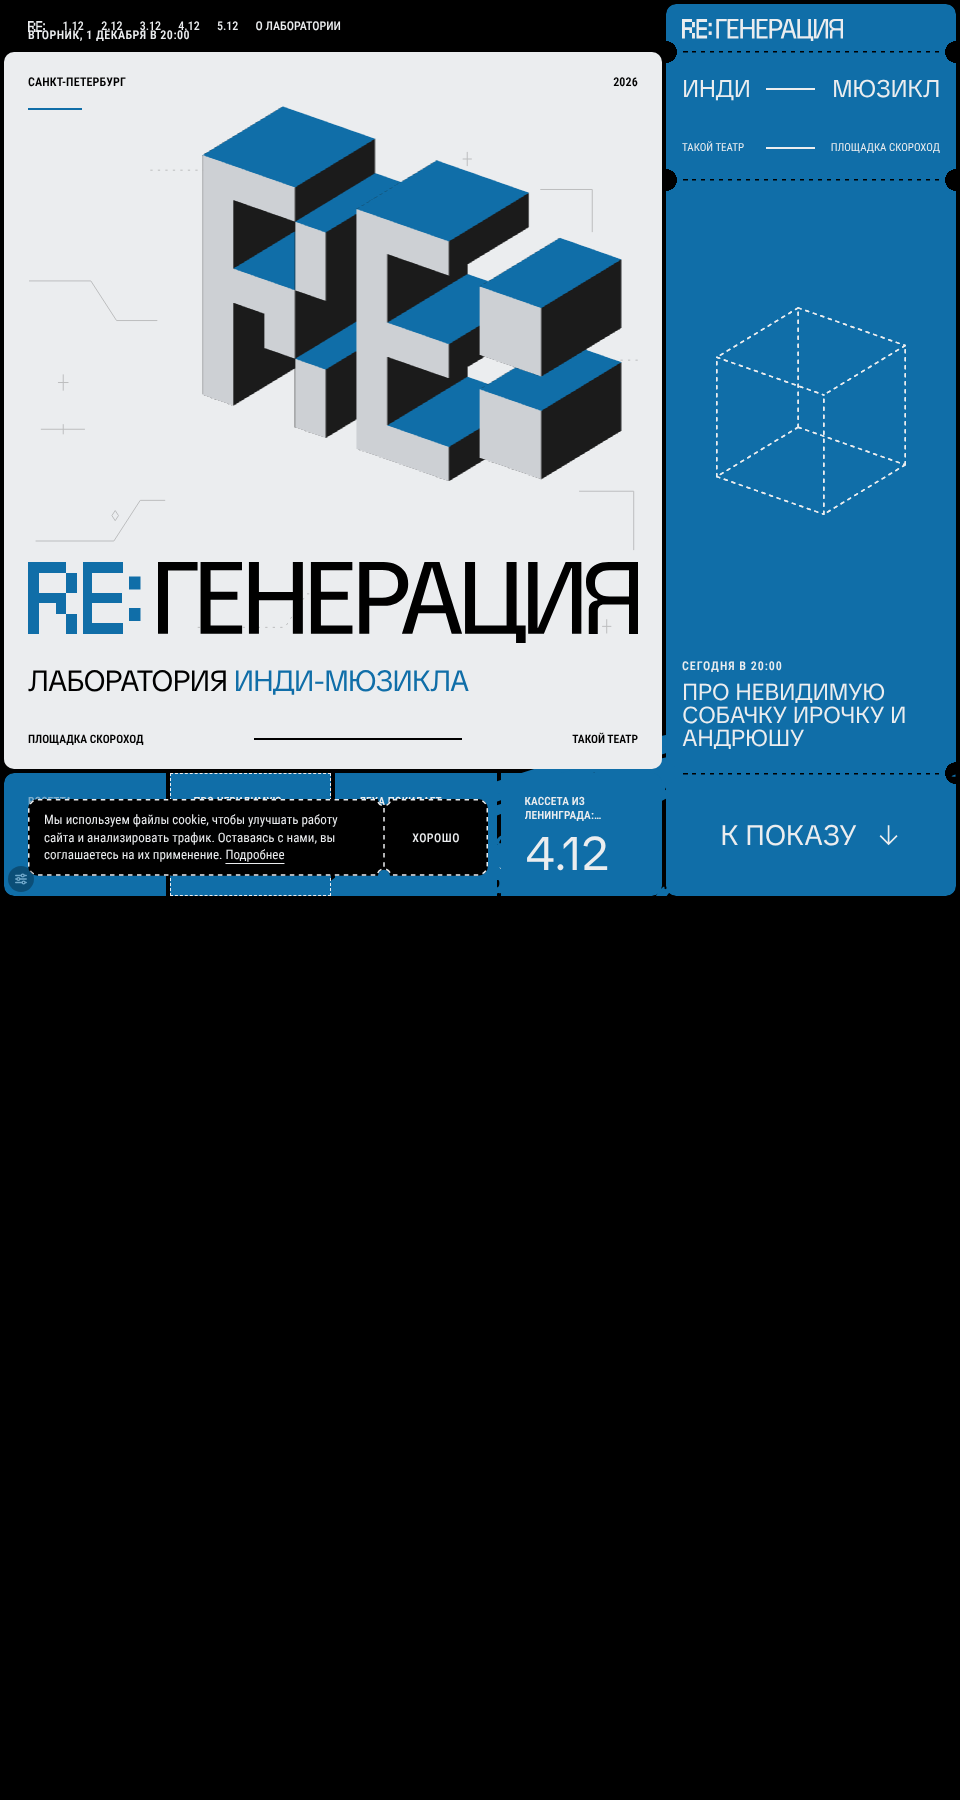 RE: 1.12 2.12 3.12 4.12 5.12 О ЛАБОРАТОРИИ
ВТОРНИК, 1 ДЕКАБРЯ В 20:00
САНКТ-ПЕТЕРБУРГ 2026
RE:
RE: ГЕНЕРАЦИЯ
ЛАБОРАТОРИЯ ИНДИ-МЮЗИКЛА
ПЛОЩАДКА СКОРОХОД ТАКОЙ ТЕАТР
RE: ГЕНЕРАЦИЯ
ИНДИ МЮЗИКЛ
ТАКОЙ ТЕАТР ПЛОЩАДКА СКОРОХОД
СЕГОДНЯ В 20:00
ПРО НЕВИДИМУЮ
СОБАЧКУ ИРОЧКУ И
АНДРЮШУ
К ПОКАЗУ
Мы используем файлы cookie, чтобы улучшать работу
сайта и анализировать трафик. Оставаясь с нами, вы
соглашаетесь на их применение. Подробнее
ХОРОШО
КАССЕТА ИЗ
ЛЕНИНГРАДА:...
4.12